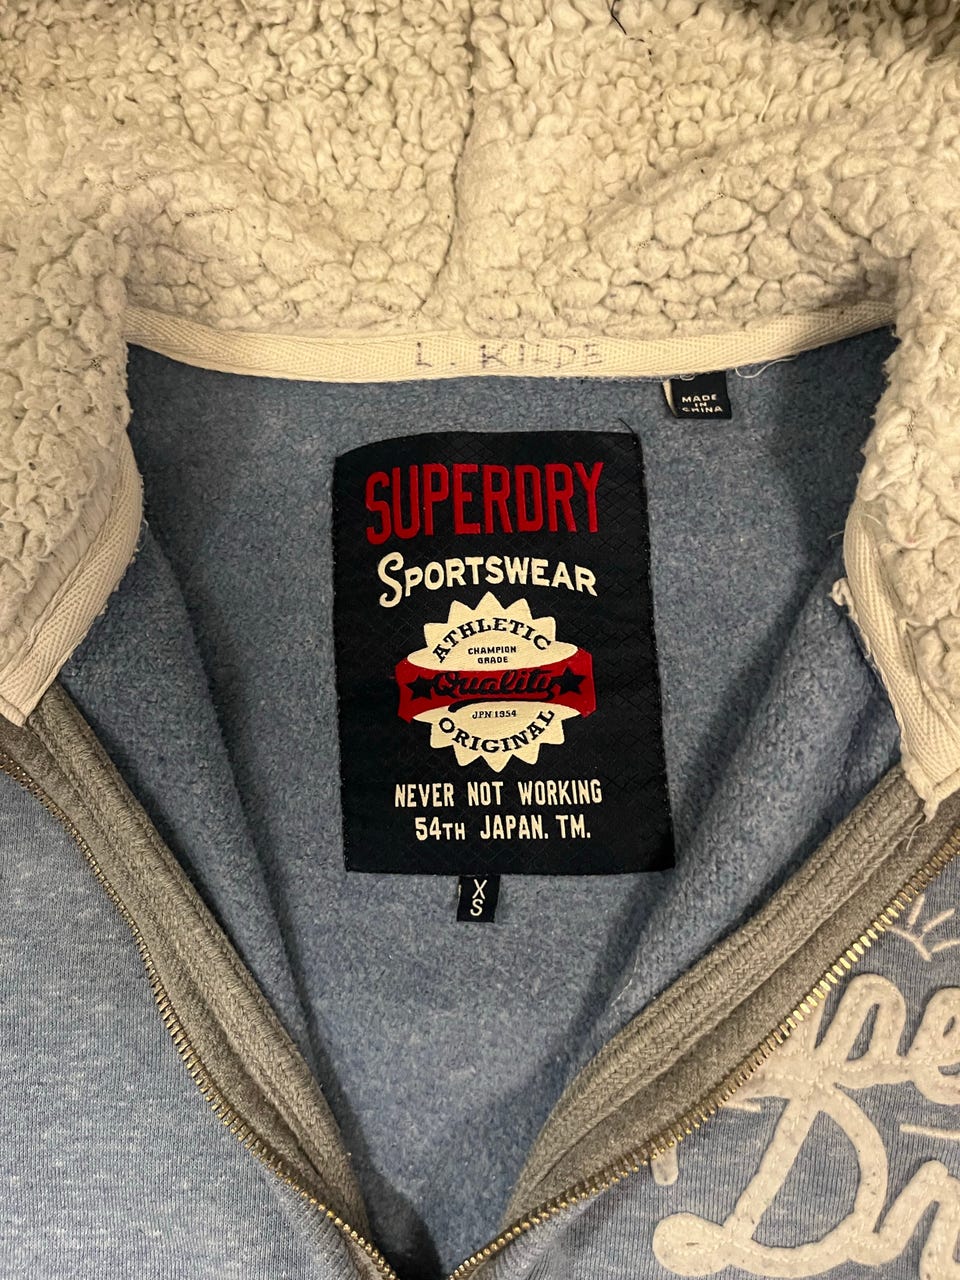 L. KILDE
MADE
IN
CHINA
SUPERDRY
SPORTSWEAR
ATHLETIC
CHAMPION
GRADE
Quality
JPN 1954
ORIGINAL
NEVER NOT WORKING
54TH JAPAN. TM.
X
S